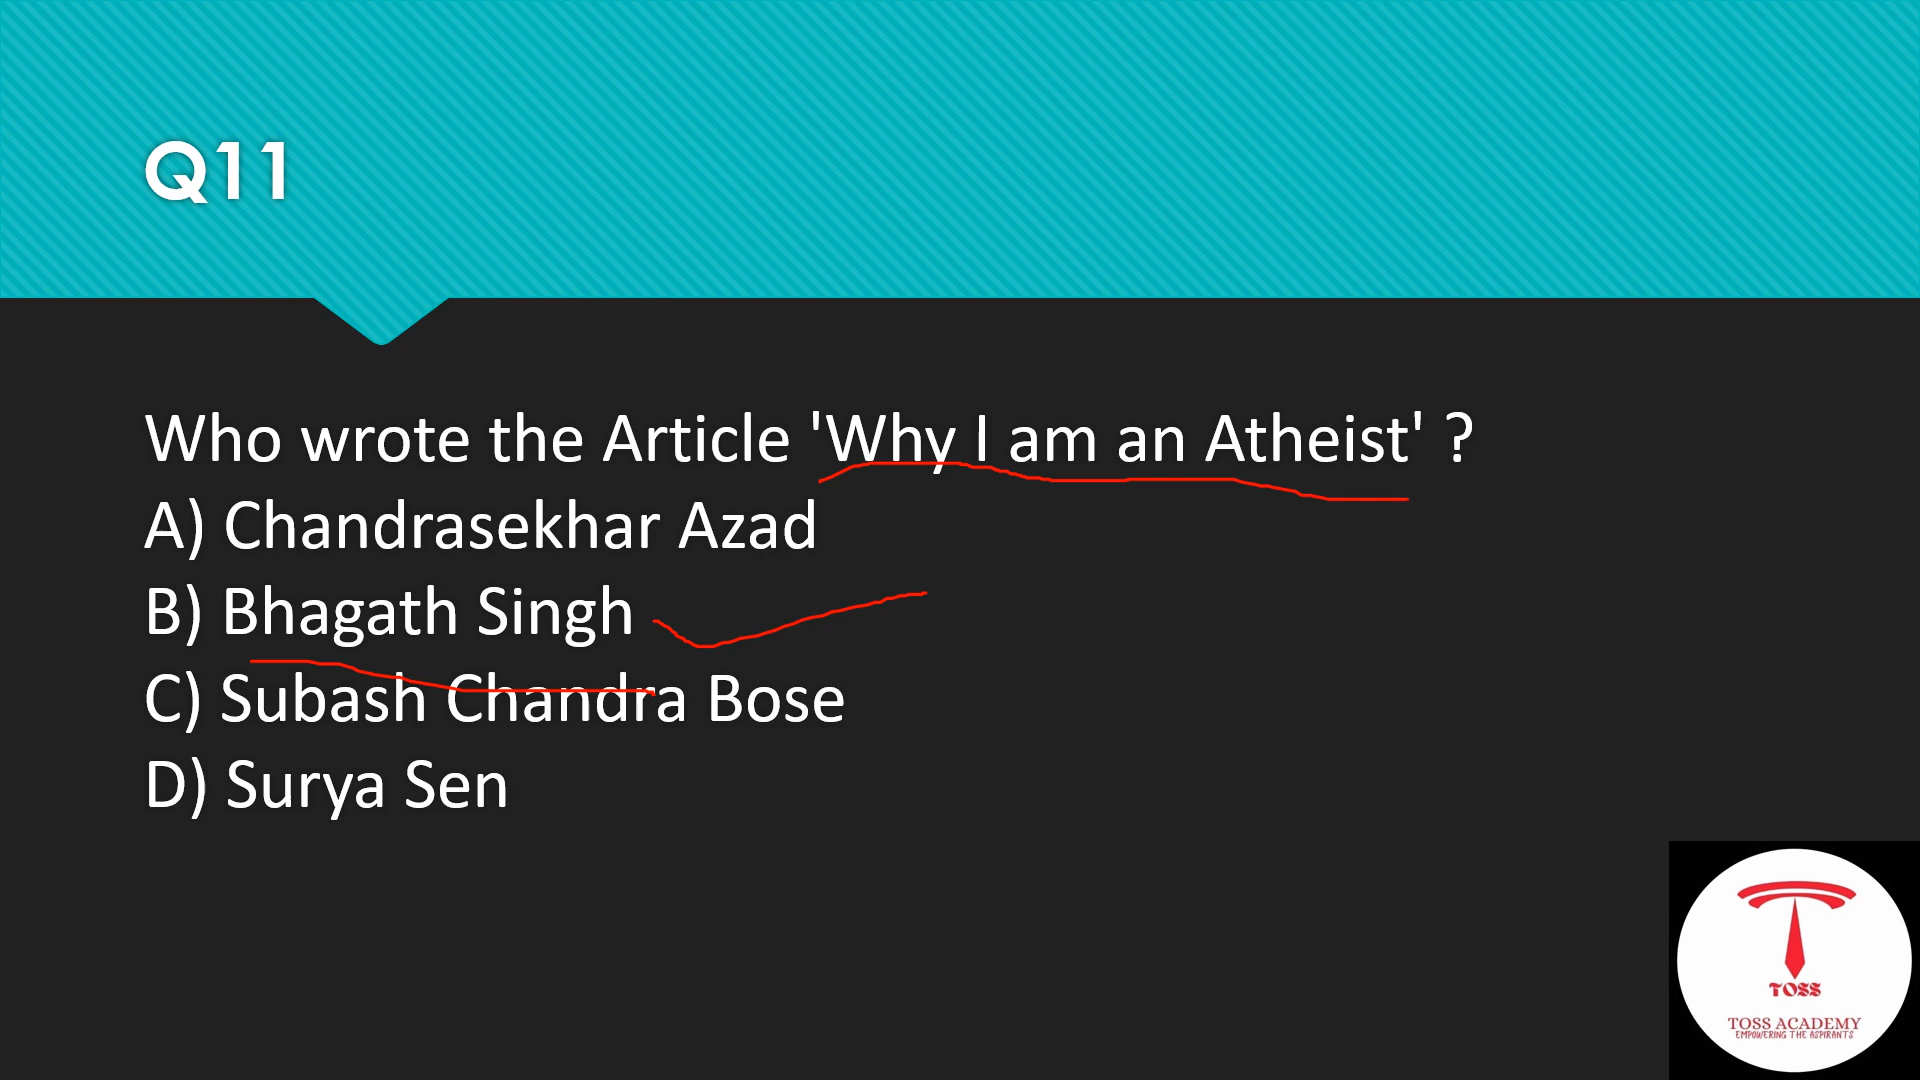 Q11
Who wrote the Article 'Why I am an Atheist' ?
A) Chandrasekhar Azad
B) Bhagath Singh
C) Subash Chandra Bose
D) Surya Sen
TOSS
TOSS ACADEMY
EMPOWERING THE ASPIRANTS